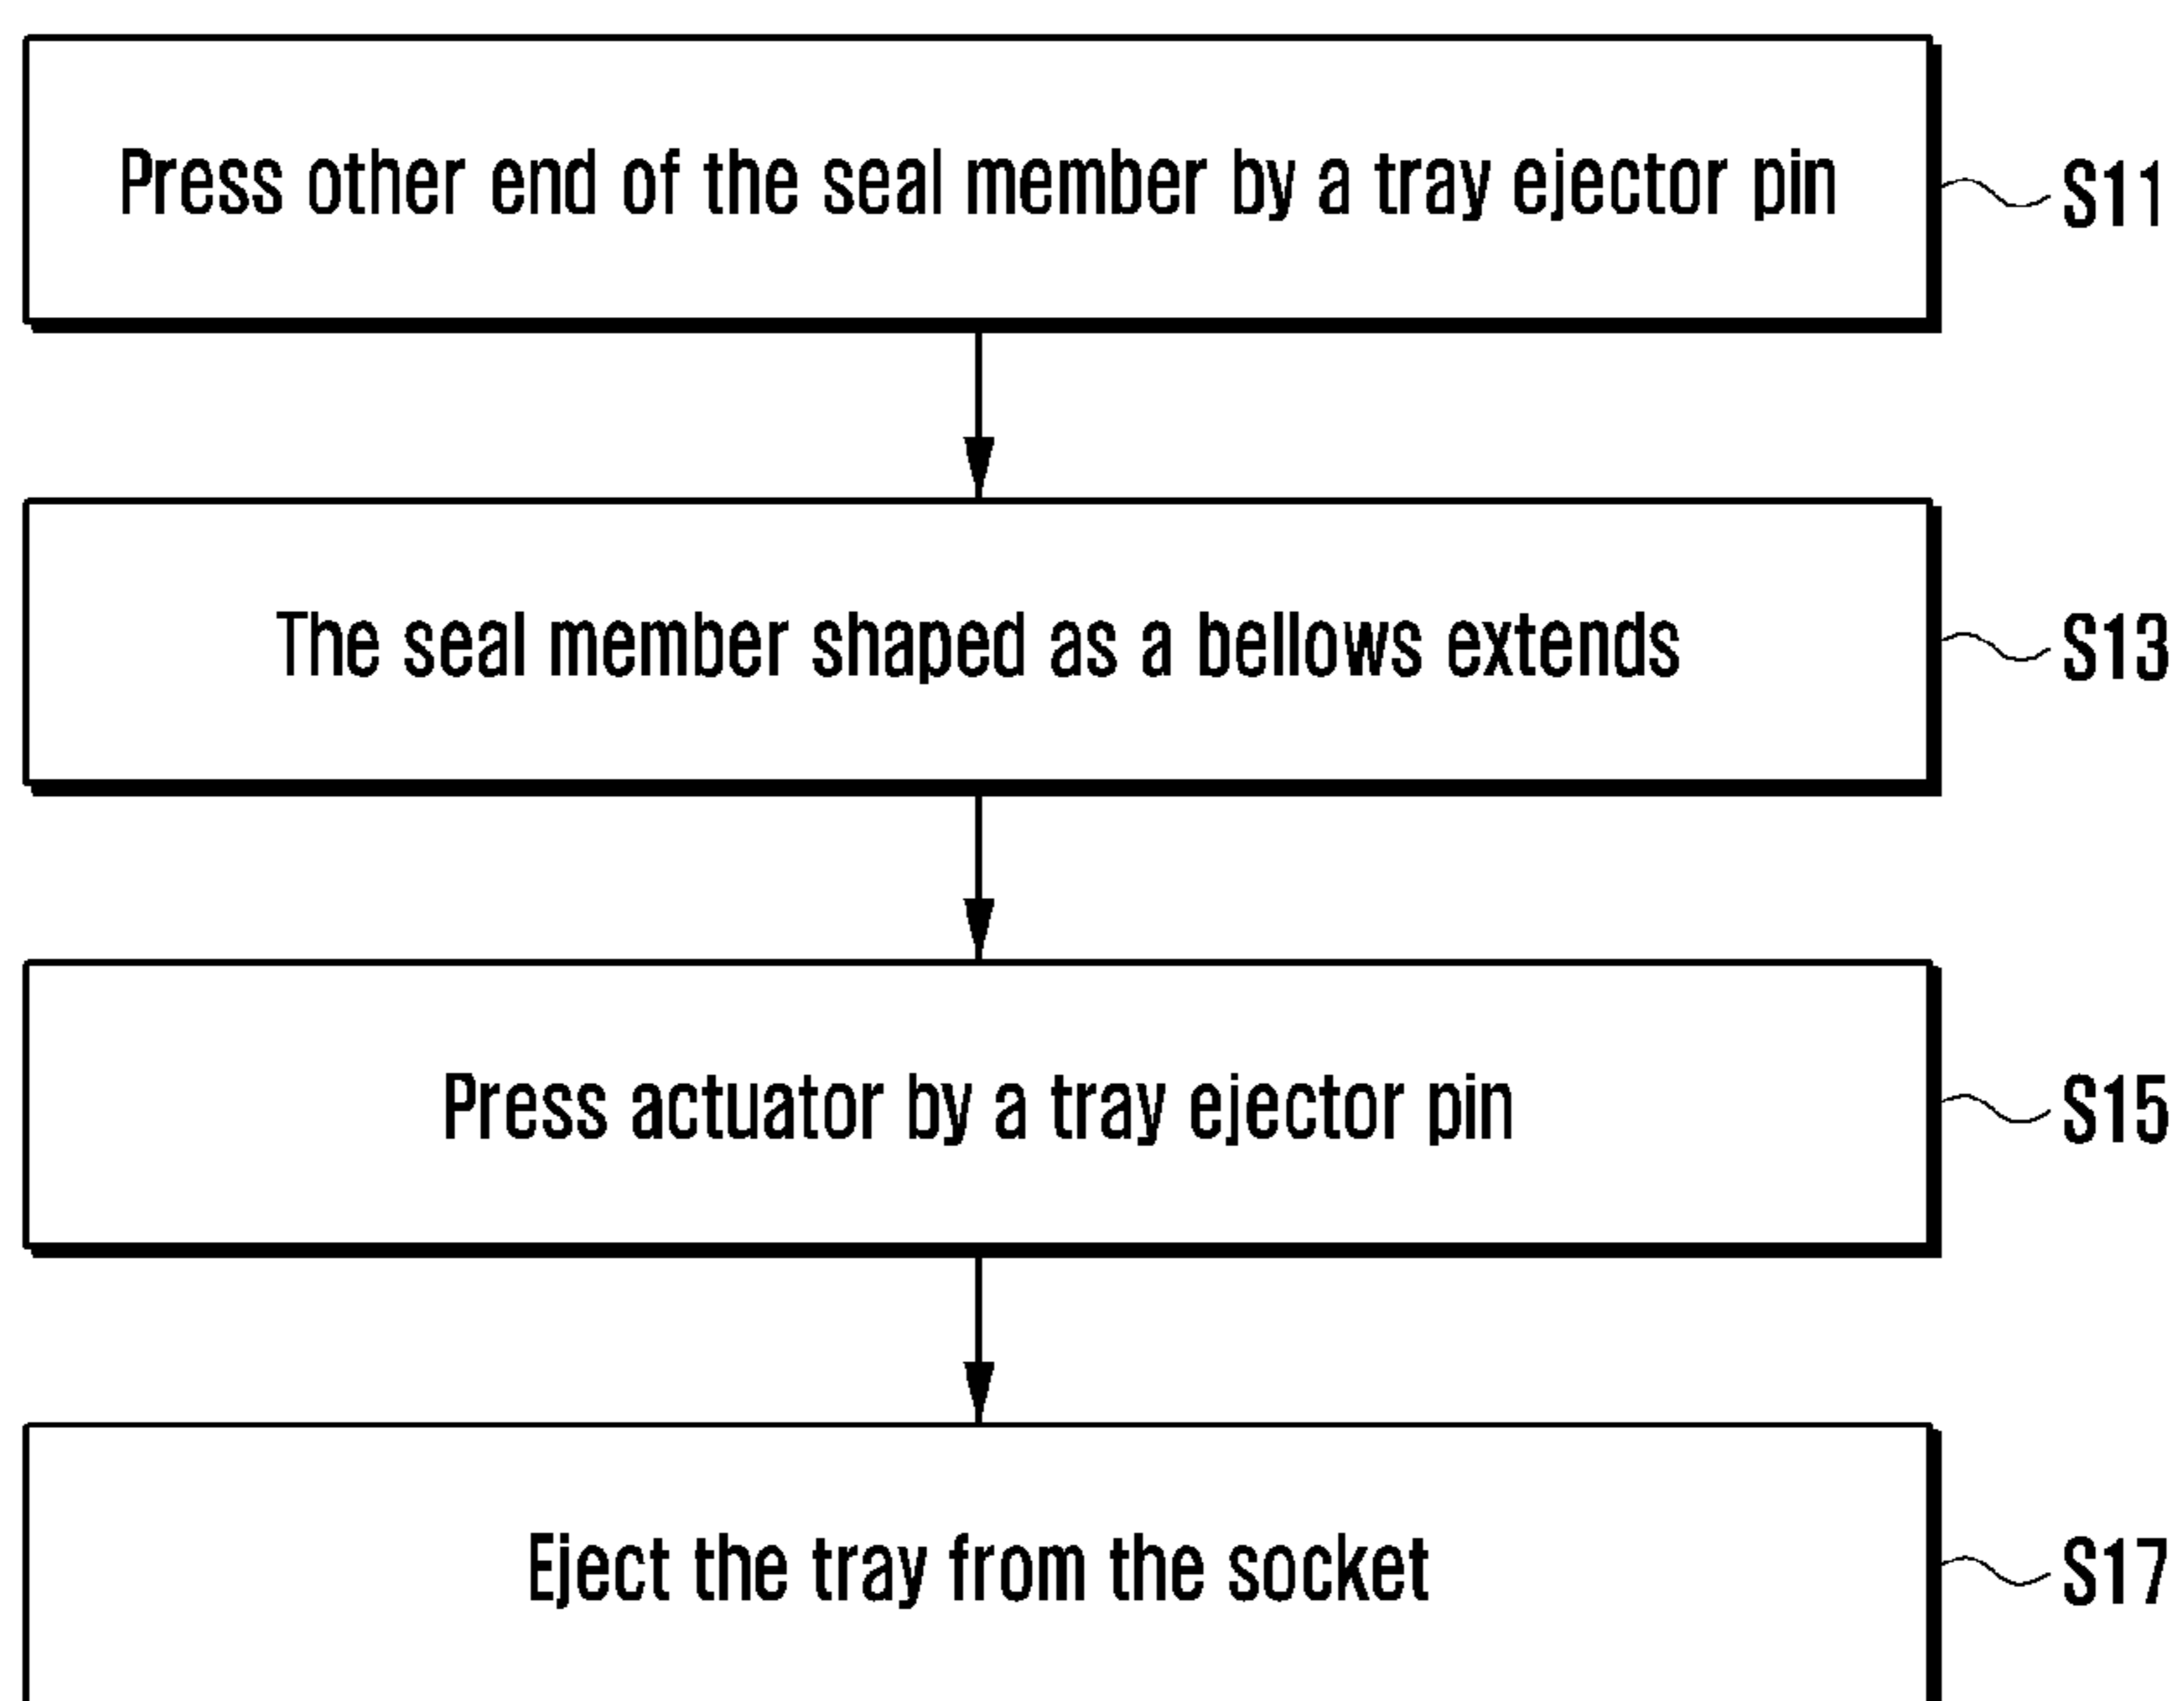 Press other end of the seal member by a tray ejector pin
S11
The seal member shaped as a bellows extends
S13
Press actuator by a tray ejector pin
S15
Eject the tray from the socket
S17